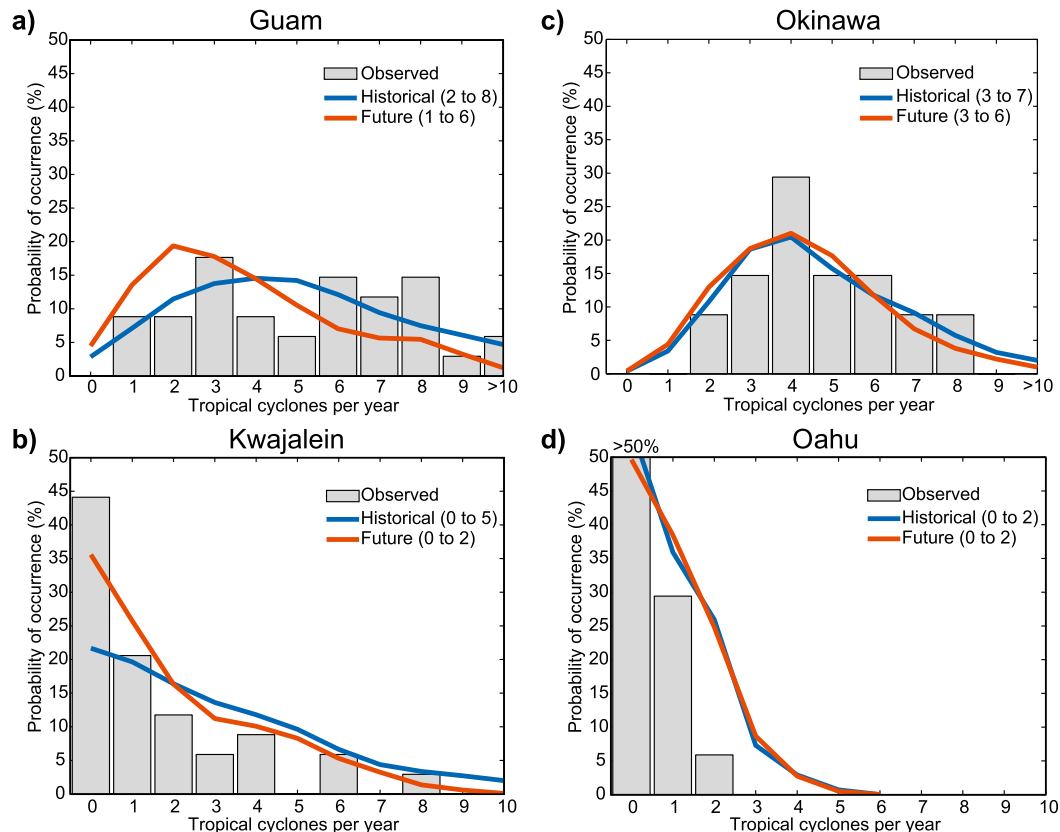 a) Guam
Probability of occurrence (%)
50
45
40
35
30
25
20
15
10
5
0
Observed
Historical (2 to 8)
Future (1 to 6)
0 1 2 3 4 5 6 7 8 9 >10
Tropical cyclones per year
c) Okinawa
Probability of occurrence (%)
50
45
40
35
30
25
20
15
10
5
0
Observed
Historical (3 to 7)
Future (3 to 6)
0 1 2 3 4 5 6 7 8 9 >10
Tropical cyclones per year
b) Kwajalein
Probability of occurrence (%)
45
40
35
30
25
20
15
10
5
0
Observed
Historical (0 to 5)
Future (0 to 2)
0 1 2 3 4 5 6 7 8 9 10
Tropical cyclones per year
d) Oahu
>50%
Probability of occurrence (%)
50
45
40
35
30
25
20
15
10
5
0
Observed
Historical (0 to 2)
Future (0 to 2)
0 1 2 3 4 5 6 7 8 9 10
Tropical cyclones per year